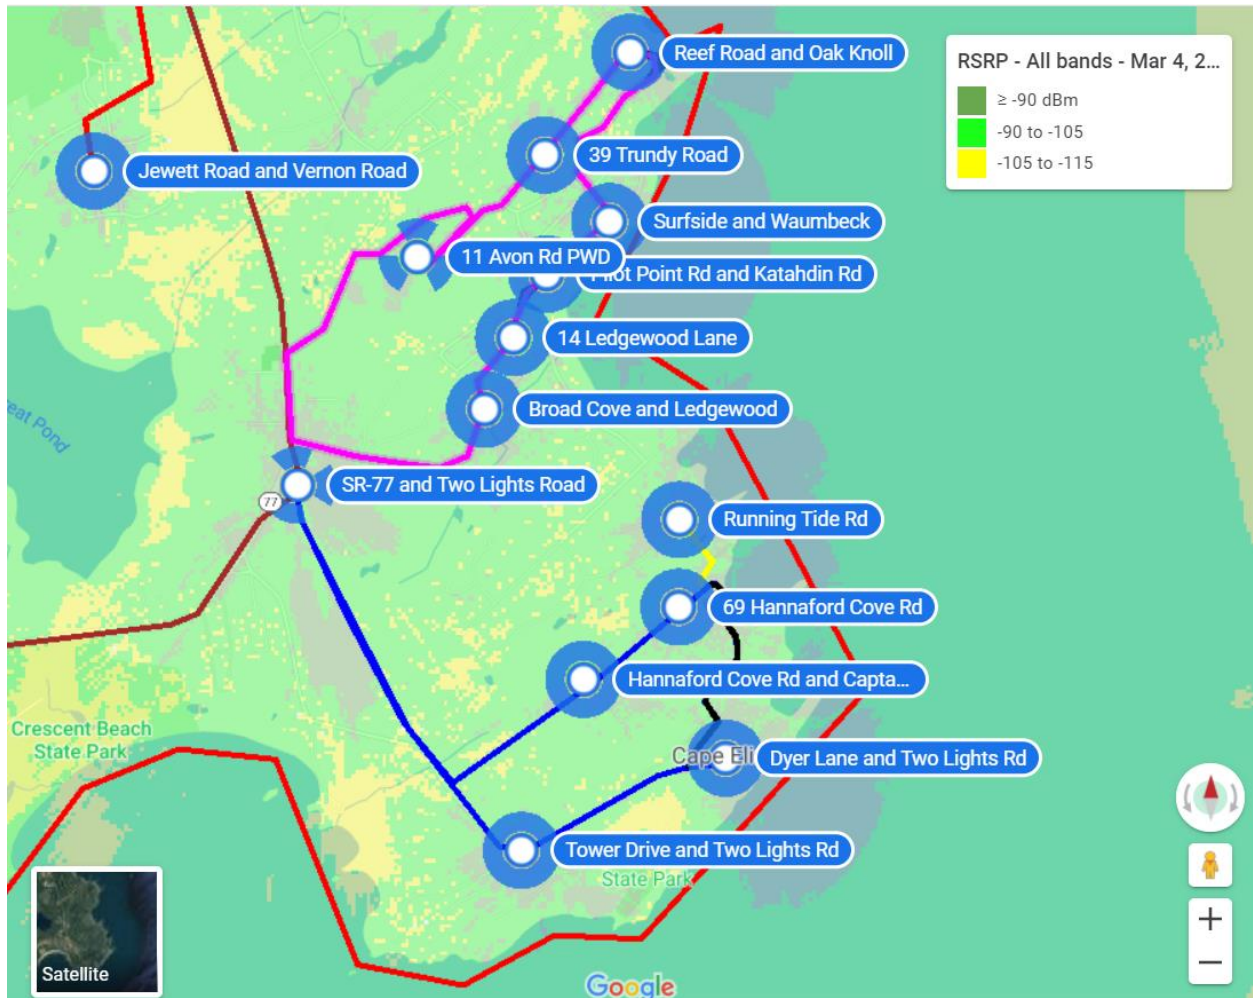 Reef Road and Oak Knoll
RSRP - All bands - Mar 4, 2...
≥ -90 dBm
-90 to -105
-105 to -115
39 Trundy Road
Jewett Road and Vernon Road
Surfside and Waumbeck
11 Avon Rd PWD
Pilot Point Rd and Katahdin Rd
14 Ledgewood Lane
Broad Cove and Ledgewood
eat Pond
SR-77 and Two Lights Road
77
Running Tide Rd
69 Hannaford Cove Rd
Hannaford Cove Rd and Capta...
Crescent Beach
State Park
Cape Eli
Dyer Lane and Two Lights Rd
Tower Drive and Two Lights Rd
State Park
Satellite
Google